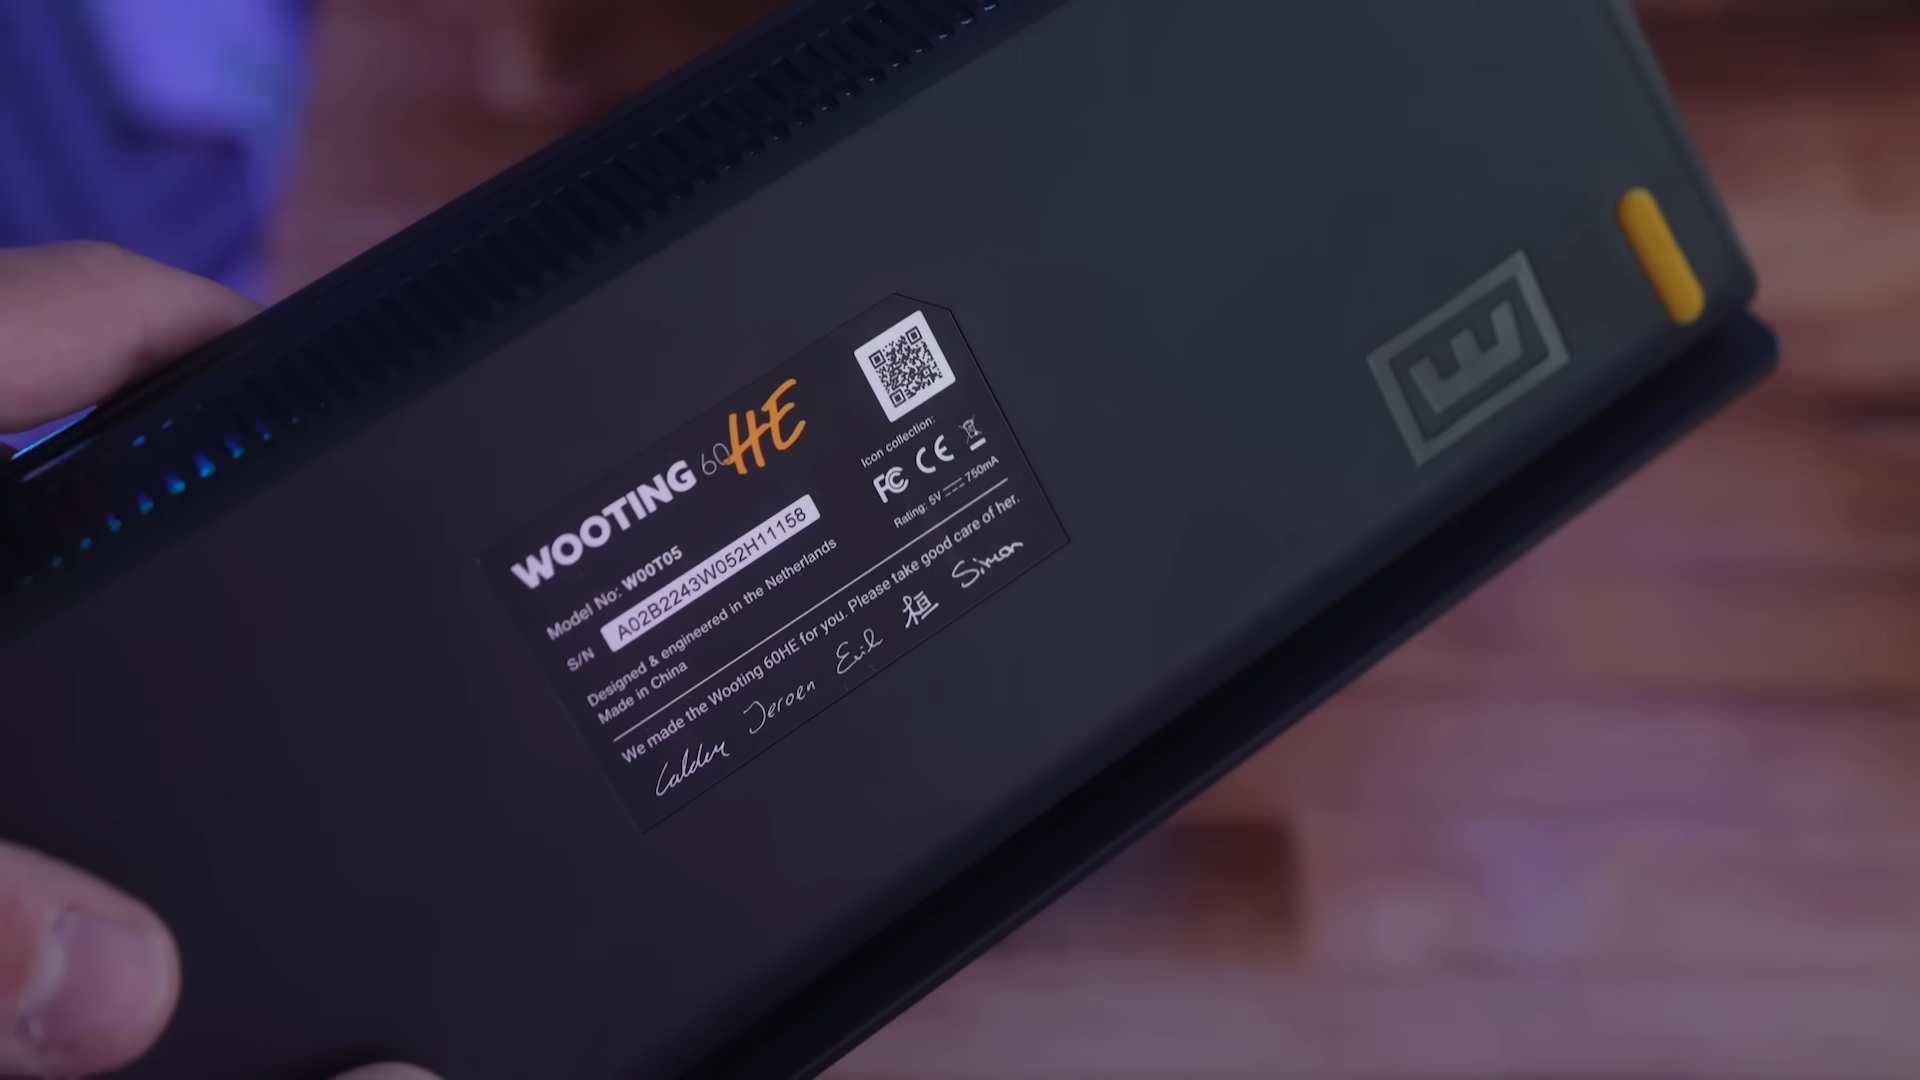 WOOTING 60HE
Model No: W00T05
S/N A02B2243W052H11158
Designed & engineered in the Netherlands
Made in China
Icon collection:
FC CE
Rating: 5V 750mA
We made the Wooting 60HE for you. Please take good care of her.
Calder Jeroen Erik 植 Simon